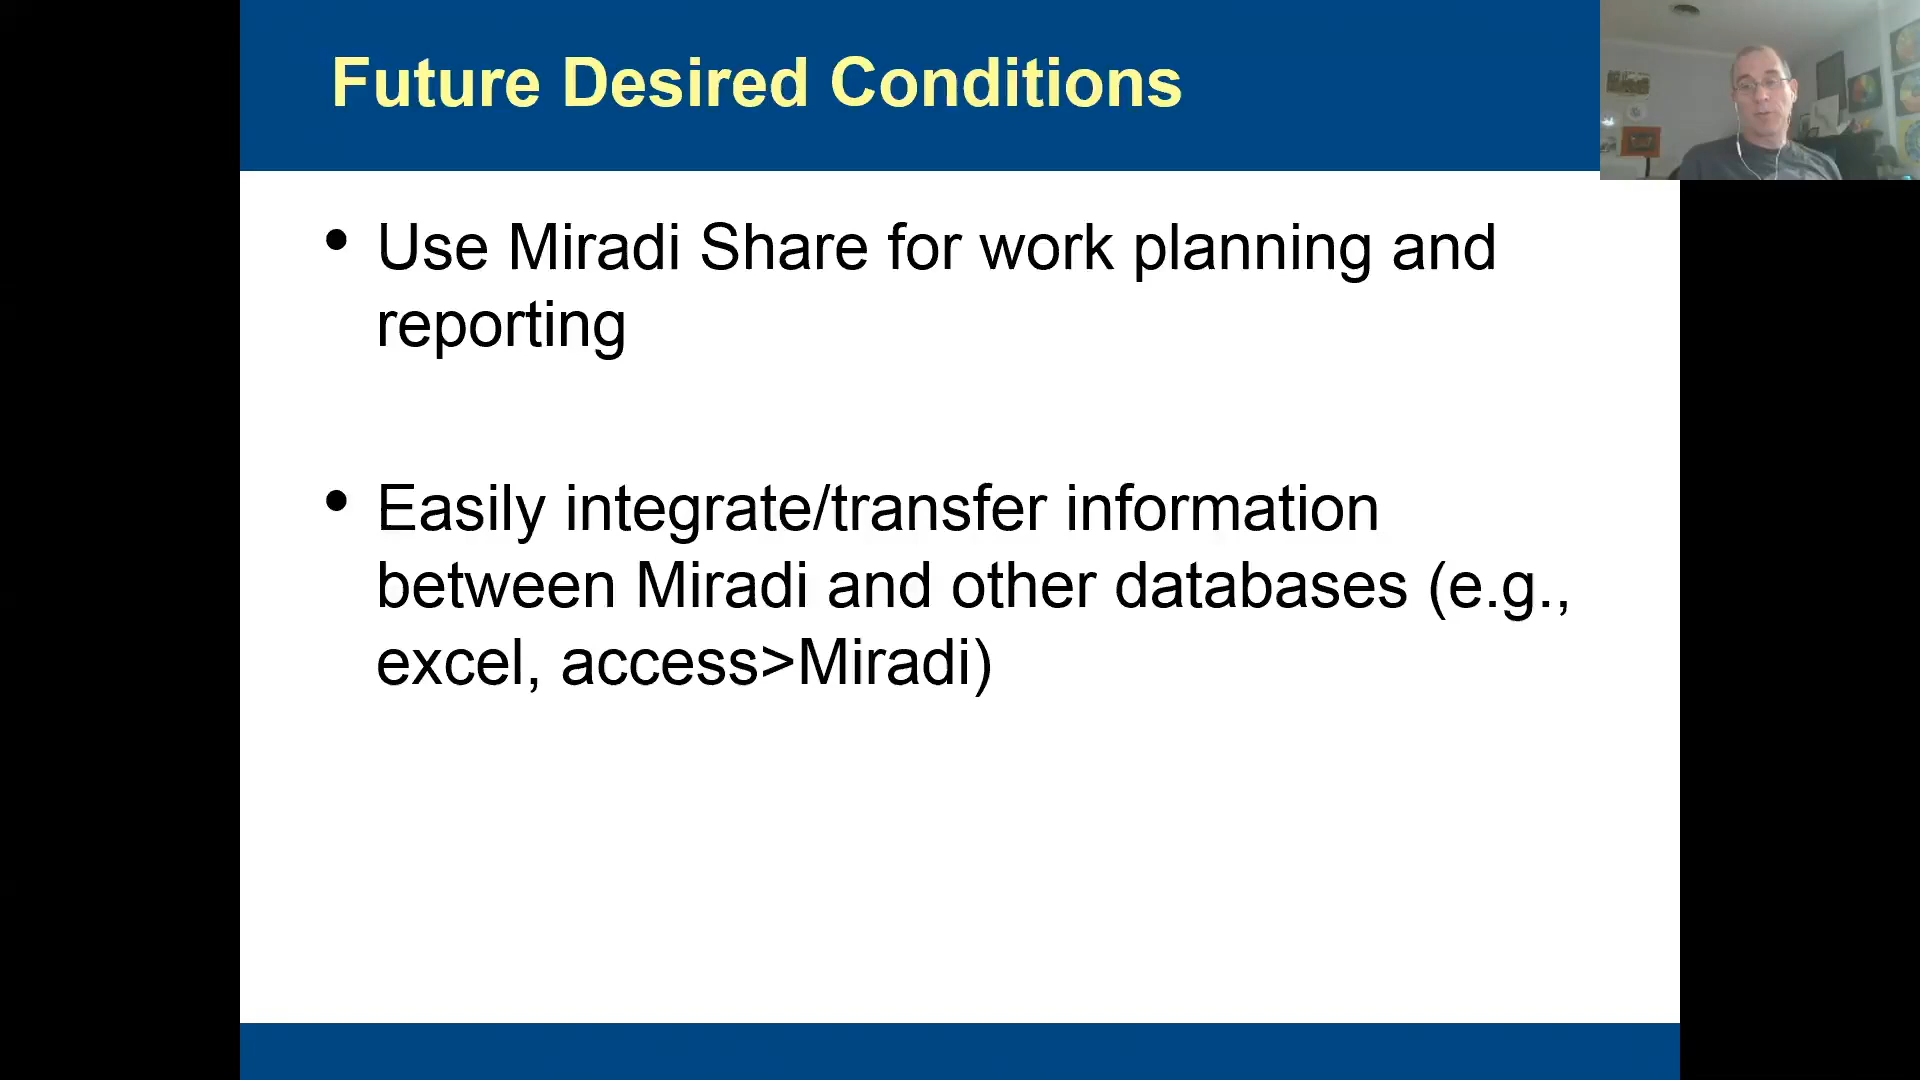 Future Desired Conditions
• Use Miradi Share for work planning and
reporting
• Easily integrate/transfer information
between Miradi and other databases (e.g.,
excel, access>Miradi)